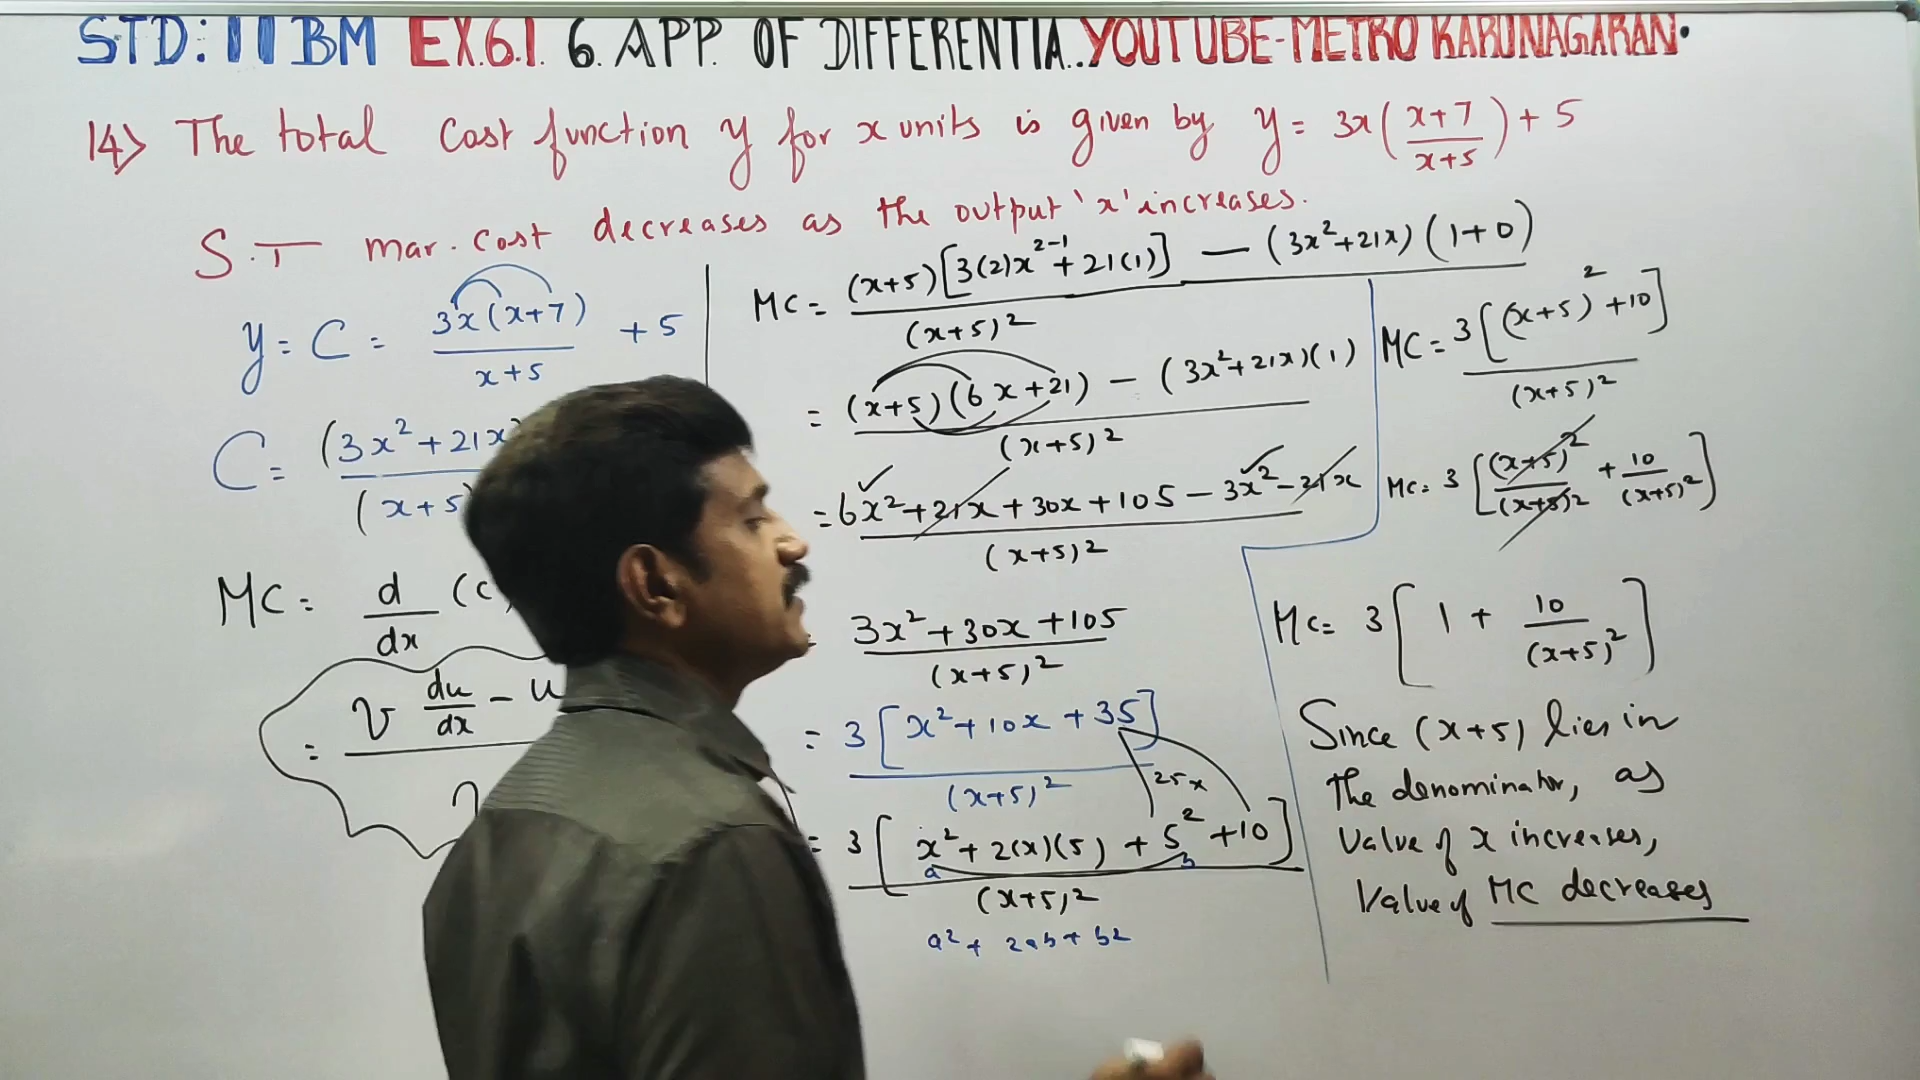 STD: 11 BM EX.6.1. 6. APP. OF DIFFERENTIA.. YOUTUBE-METRO KARUNAGARAN.
14) The total Cost function y for x units is given by y = 3x((x+7)/(x+5)) + 5
S.T mar. cost decreases as the output 'x' increases.
y = C = 3x(x+7)/(x+5) + 5
C = (3x²+21x)/(x+5)
MC = d/dx (C
= v du/dx - u
MC = ((x+5)[3(2)x²⁻¹ + 21(1)] — (3x²+21x)(1+0))/(x+5)²
= ((x+5)(6x+21) - (3x²+21x)(1))/(x+5)²
= (6x²+21x+30x+105-3x²-21x)/(x+5)²
= (3x²+30x+105)/(x+5)²
= 3[x²+10x+35]/(x+5)²
25
= 3[x²+2(x)(5)+5²+10]/(x+5)²
a b
a²+2ab+b2
MC = 3[(x+5)²+10]/(x+5)²
MC = 3[(x+5)²/(x+5)² + 10/(x+5)²]
MC = 3[1 + 10/(x+5)²]
Since (x+5) lies in
the denominator, as
Value of x increases,
Value of MC decreases